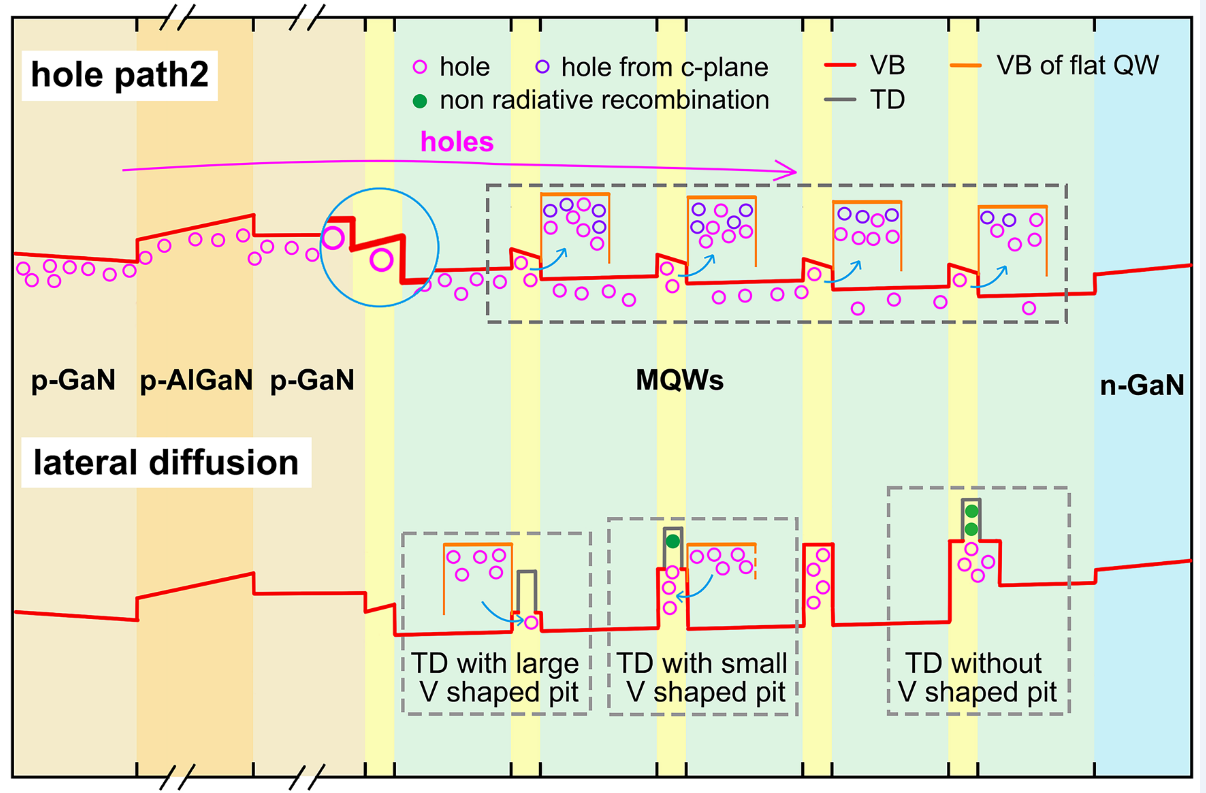 hole path2
hole
hole from c-plane
VB
VB of flat QW
non radiative recombination
TD
holes
p-GaN
p-AlGaN
p-GaN
MQWs
n-GaN
lateral diffusion
TD with large
V shaped pit
TD with small
V shaped pit
TD without
V shaped pit